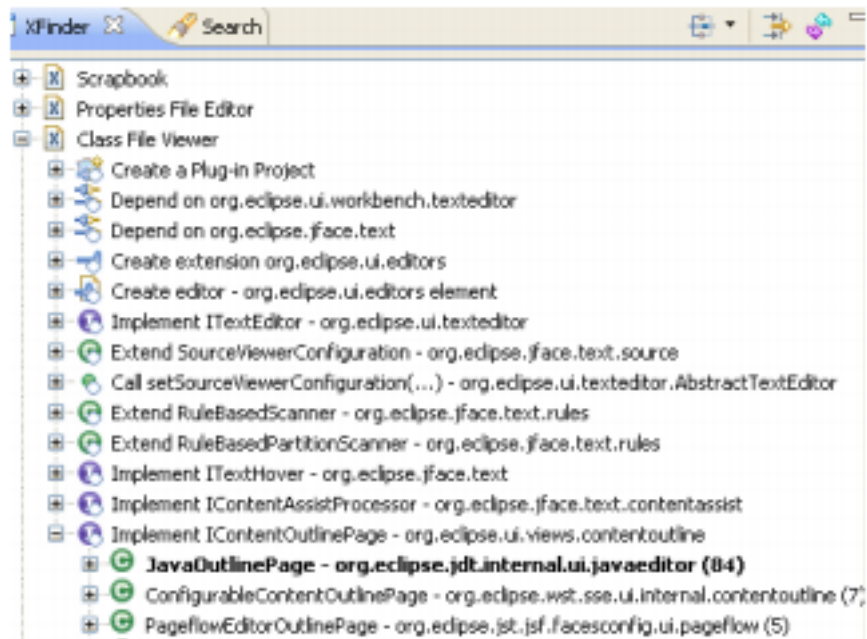 XFinder Search
Scrapbook
Properties File Editor
Class File Viewer
Create a Plug-in Project
Depend on org.eclipse.ui.workbench.texteditor
Depend on org.eclipse.jface.text
Create extension org.eclipse.ui.editors
Create editor - org.eclipse.ui.editors element
Implement ITextEditor - org.eclipse.ui.texteditor
Extend SourceViewerConfiguration - org.eclipse.jface.text.source
Call setSourceViewerConfiguration(...) - org.eclipse.ui.texteditor.AbstractTextEditor
Extend RuleBasedScanner - org.eclipse.jface.text.rules
Extend RuleBasedPartitionScanner - org.eclipse.jface.text.rules
Implement ITextHover - org.eclipse.jface.text
Implement IContentAssistProcessor - org.eclipse.jface.text.contentassist
Implement IContentOutlinePage - org.eclipse.ui.views.contentoutline
JavaOutlinePage - org.eclipse.jdt.internal.ui.javaeditor (84)
ConfigurableContentOutlinePage - org.eclipse.wst.sse.ui.internal.contentoutline (7)
PageflowEditorOutlinePage - org.eclipse.jst.jsf.facesconfig.ui.pageflow (5)